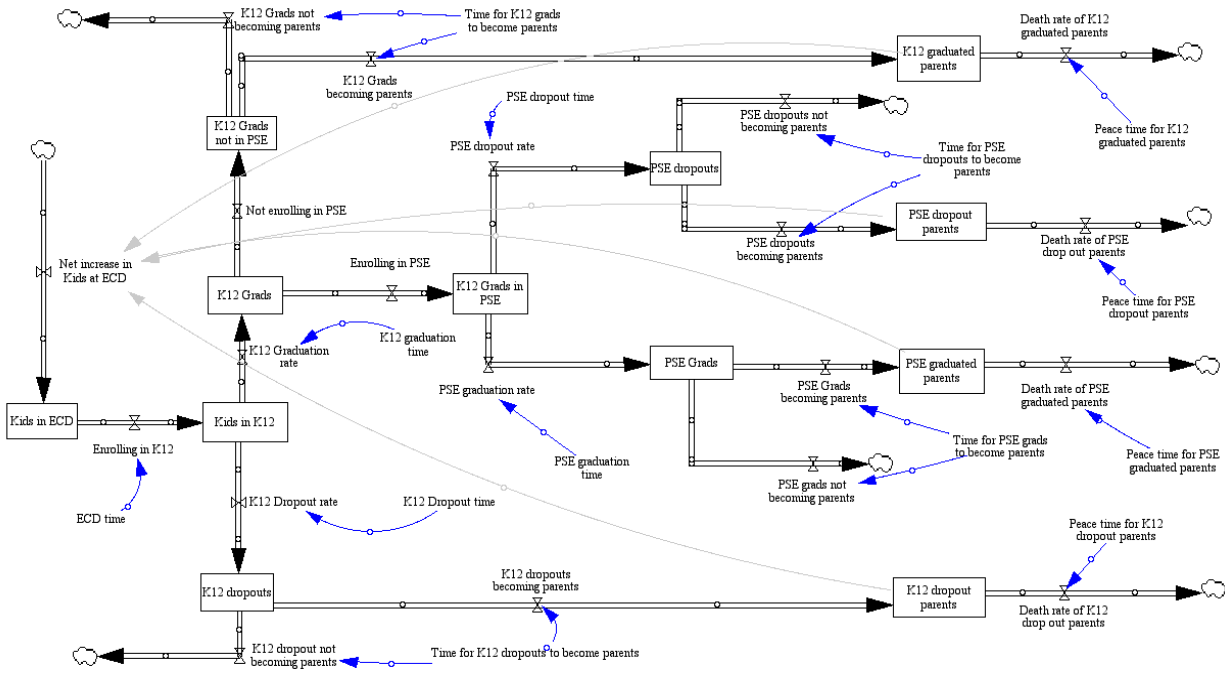 K12 Grads not
becoming parents
Time for K12 grads
to become parents
Death rate of K12
graduated parents
K12 graduated
parents
K12 Grads
becoming parents
PSE dropout time
PSE dropouts not
becoming parents
Peace time for K12
graduated parents
K12 Grads
not in PSE
PSE dropout rate
Time for PSE
dropouts to become
parents
PSE dropouts
Not enrolling in PSE
PSE dropout
parents
PSE dropouts
becoming parents
Death rate of PSE
drop out parents
Net increase in
Kids at ECD
Enrolling in PSE
K12 Grads
K12 Grads in
PSE
Peace time for PSE
dropout parents
K12 Graduation
rate
K12 graduation
time
PSE Grads
PSE graduated
parents
PSE graduation rate
PSE Grads
becoming parents
Death rate of PSE
graduated parents
Kids in ECD
Kids in K12
Enrolling in K12
Time for PSE grads
to become parents
Peace time for PSE
graduated parents
PSE graduation
time
PSE grads not
becoming parents
ECD time
K12 Dropout rate
K12 Dropout time
Peace time for K12
dropout parents
K12 dropouts
K12 dropouts
becoming parents
K12 dropout
parents
Death rate of K12
drop out parents
K12 dropout not
becoming parents
Time for K12 dropouts to become parents